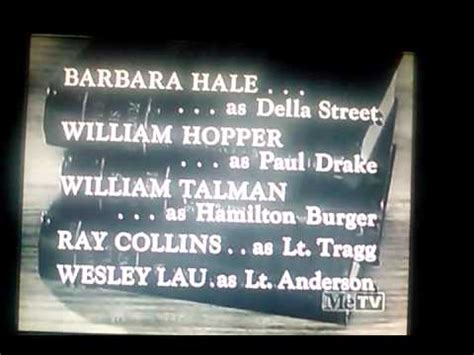 BARBARA HALE . . .
. . . . as Della Street
WILLIAM HOPPER
. . . as Paul Drake
WILLIAM TALMAN
. . . as Hamilton Burger
RAY COLLINS . . as Lt. Tragg
WESLEY LAU . as Lt. Anderson
MeTV